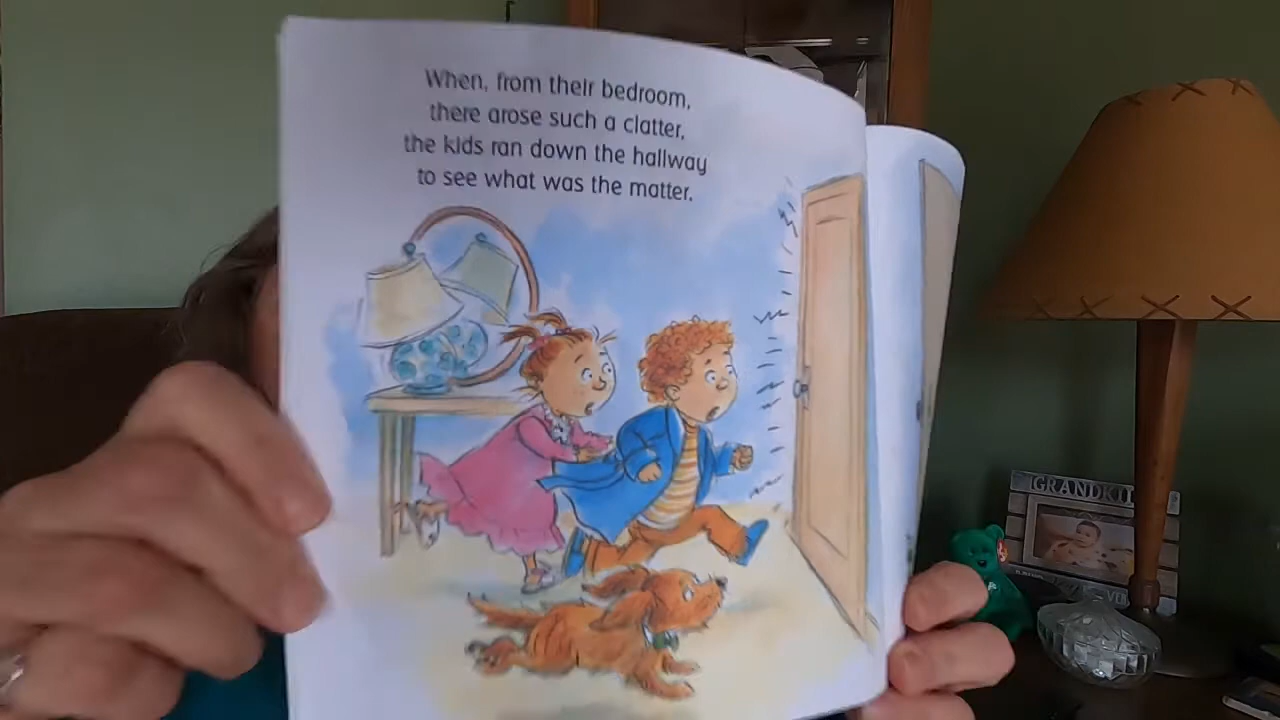 When, from their bedroom,
there arose such a clatter,
the kids ran down the hallway
to see what was the matter.